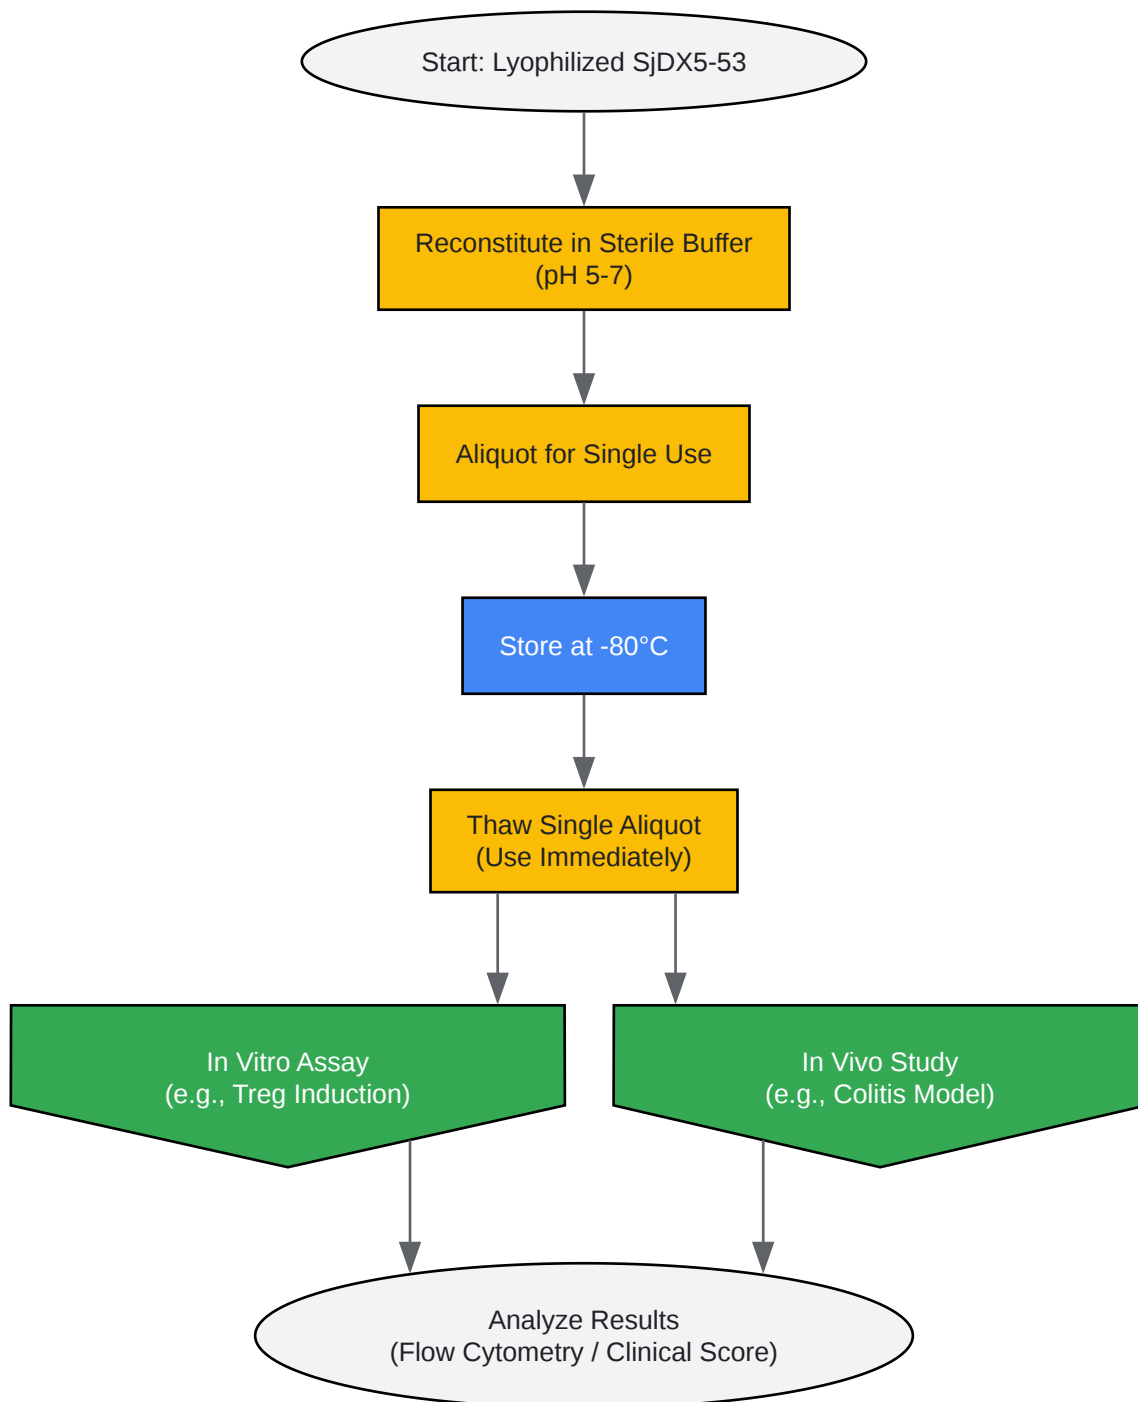 Start: Lyophilized SjDX5-53
Reconstitute in Sterile Buffer
(pH 5-7)
Aliquot for Single Use
Store at -80°C
Thaw Single Aliquot
(Use Immediately)
In Vitro Assay
(e.g., Treg Induction)
In Vivo Study
(e.g., Colitis Model)
Analyze Results
(Flow Cytometry / Clinical Score)